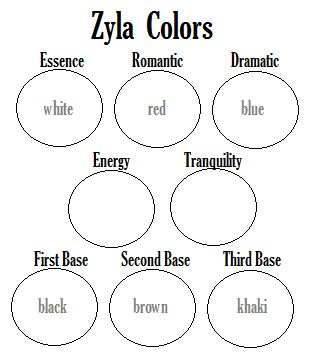 Zyla Colors
Essence Romantic Dramatic
white red blue
Energy Tranquility
First Base Second Base Third Base
black brown khaki